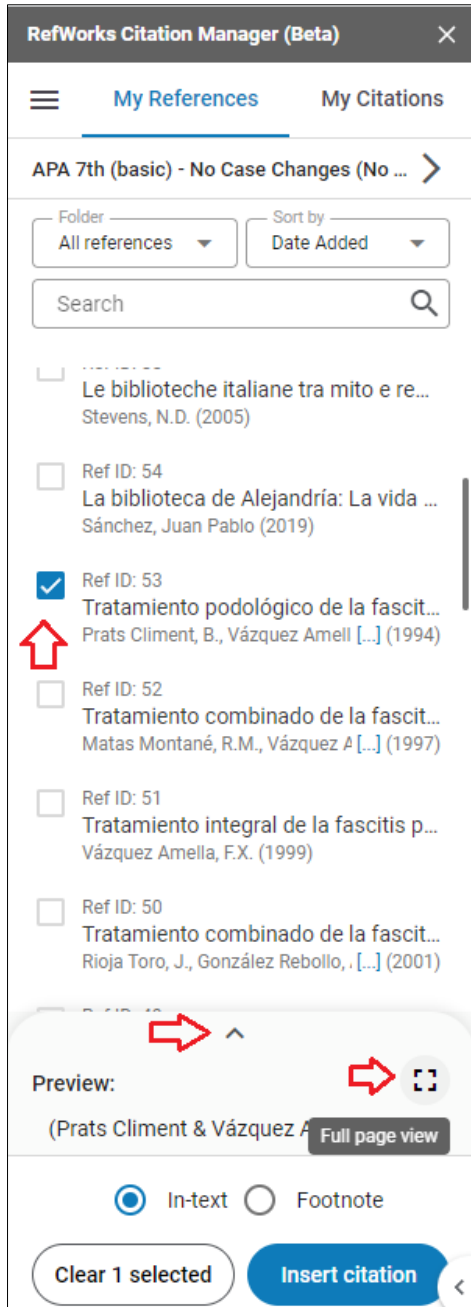 RefWorks Citation Manager (Beta)
My References My Citations
APA 7th (basic) - No Case Changes (No ...
Folder Sort by
All references Date Added
Search
Le biblioteche italiane tra mito e re...
Stevens, N.D. (2005)
Ref ID: 54
La biblioteca de Alejandría: La vida ...
Sánchez, Juan Pablo (2019)
Ref ID: 53
Tratamiento podológico de la fascit...
Prats Climent, B., Vázquez Amell [...] (1994)
Ref ID: 52
Tratamiento combinado de la fascit...
Matas Montané, R.M., Vázquez A [...] (1997)
Ref ID: 51
Tratamiento integral de la fascitis p...
Vázquez Amella, F.X. (1999)
Ref ID: 50
Tratamiento combinado de la fascit...
Rioja Toro, J., González Rebollo, . [...] (2001)
Preview:
(Prats Climent & Vázquez A
Full page view
In-text Footnote
Clear 1 selected Insert citation